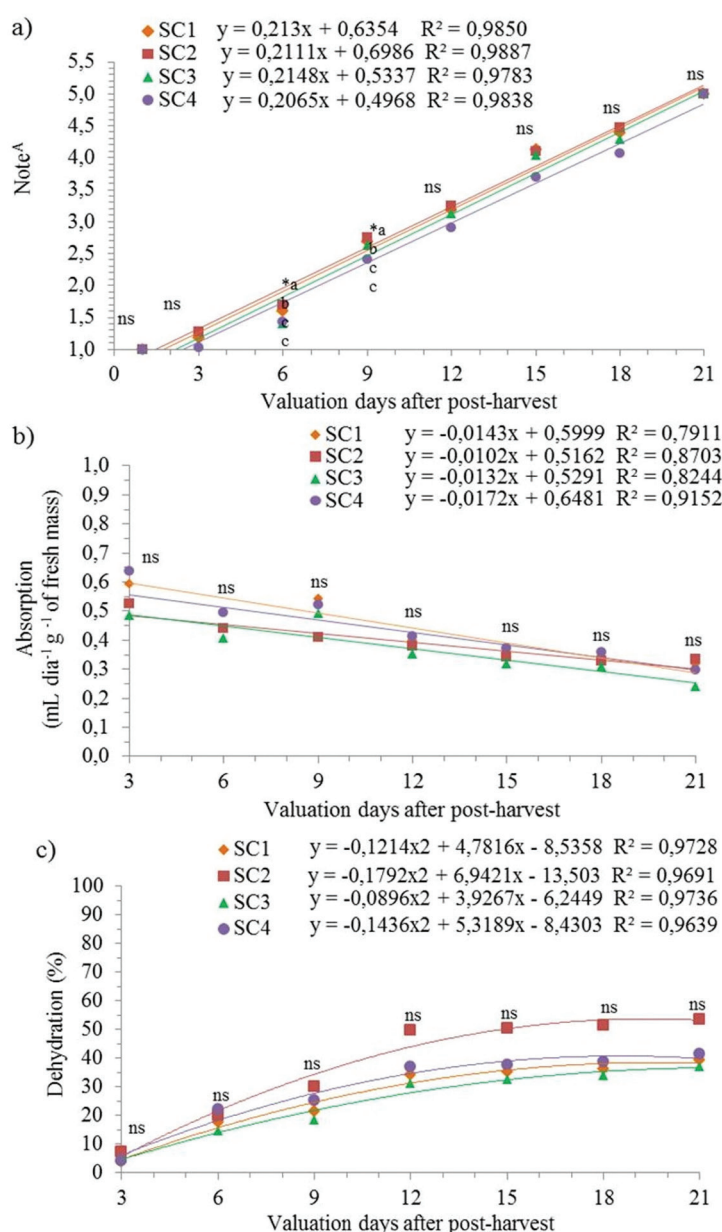 a)
SC1 y = 0,213x + 0,6354 R² = 0,9850
SC2 y = 0,2111x + 0,6986 R² = 0,9887
SC3 y = 0,2148x + 0,5337 R² = 0,9783
SC4 y = 0,2065x + 0,4968 R² = 0,9838
Noteᴬ
5,5
5,0
4,5
4,0
3,5
3,0
2,5
2,0
1,5
1,0
ns
ns
*a
b
c
c
*a
b
c
c
ns
ns
ns
ns
0 3 6 9 12 15 18 21
Valuation days after post-harvest
b)
SC1 y = -0,0143x + 0,5999 R² = 0,7911
SC2 y = -0,0102x + 0,5162 R² = 0,8703
SC3 y = -0,0132x + 0,5291 R² = 0,8244
SC4 y = -0,0172x + 0,6481 R² = 0,9152
Absorption
(mL dia⁻¹ g⁻¹ of fresh mass)
1,0
0,9
0,8
0,7
0,6
0,5
0,4
0,3
0,2
0,1
0,0
ns
ns
ns
ns
ns
ns
ns
3 6 9 12 15 18 21
Valuation days after post-harvest
c)
SC1 y = -0,1214x2 + 4,7816x - 8,5358 R² = 0,9728
SC2 y = -0,1792x2 + 6,9421x - 13,503 R² = 0,9691
SC3 y = -0,0896x2 + 3,9267x - 6,2449 R² = 0,9736
SC4 y = -0,1436x2 + 5,3189x - 8,4303 R² = 0,9639
Dehydration (%)
100
90
80
70
60
50
40
30
20
10
0
ns
ns
ns
ns
ns
ns
ns
3 6 9 12 15 18 21
Valuation days after post-harvest